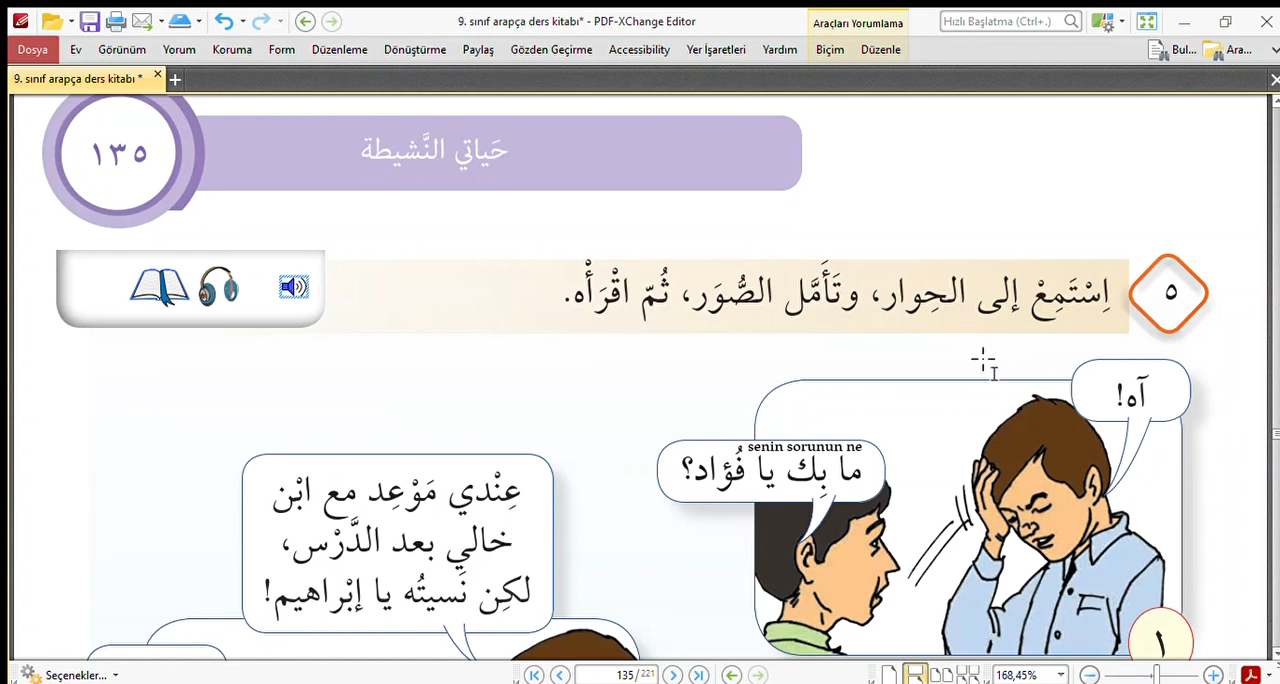 9. sınıf arapça ders kitabı* - PDF-XChange Editor
Araçları Yorumlama
Hızlı Başlatma (Ctrl+.)
Dosya Ev Görünüm Yorum Koruma Form Düzenleme Dönüştürme Paylaş Gözden Geçirme Accessibility Yer İşaretleri Yardım Biçim Düzenle Bul... Ara...
9. sınıf arapça ders kitabı *
حَياتي النَّشيطة
١٣٥
٥
اِسْتَمِعْ إلى الحِوار، وتَأَمَّل الصُّوَر، ثُمّ اقْرَأْه.
آه!
senin sorunun ne
ما بِك يا فُؤاد؟
عِنْدي مَوْعِد مع ابْن
خالي بعد الدَّرْس،
لكِن نَسيتُه يا إبْراهيم!
١
Seçenekler...
135 / 221
168,45%